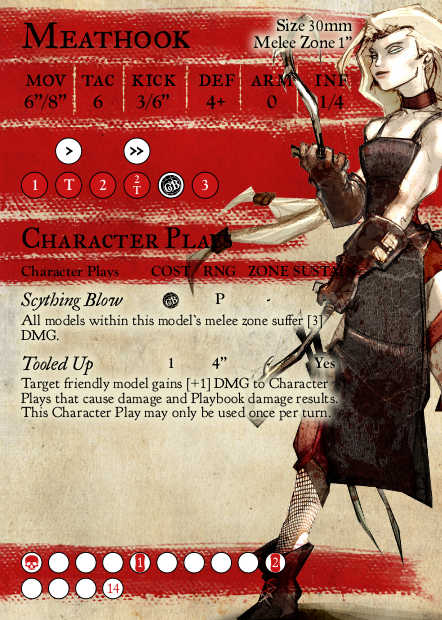 MEATHOOK
Size 30mm
Melee Zone 1”
MOV TAC KICK DEF ARM INF
6”/8” 6 3/6” 4+ 0 1/4
> >>
1 T 2 2 T GB 3
CHARACTER PLAYS
Character Plays COST RNG ZONE SUSTAIN
Scything Blow GB P -
All models within this model’s melee zone suffer [3]
DMG.
Tooled Up 1 4” - Yes
Target friendly model gains [+1] DMG to Character
Plays that cause damage and Playbook damage results.
This Character Play may only be used once per turn.
1 2
14